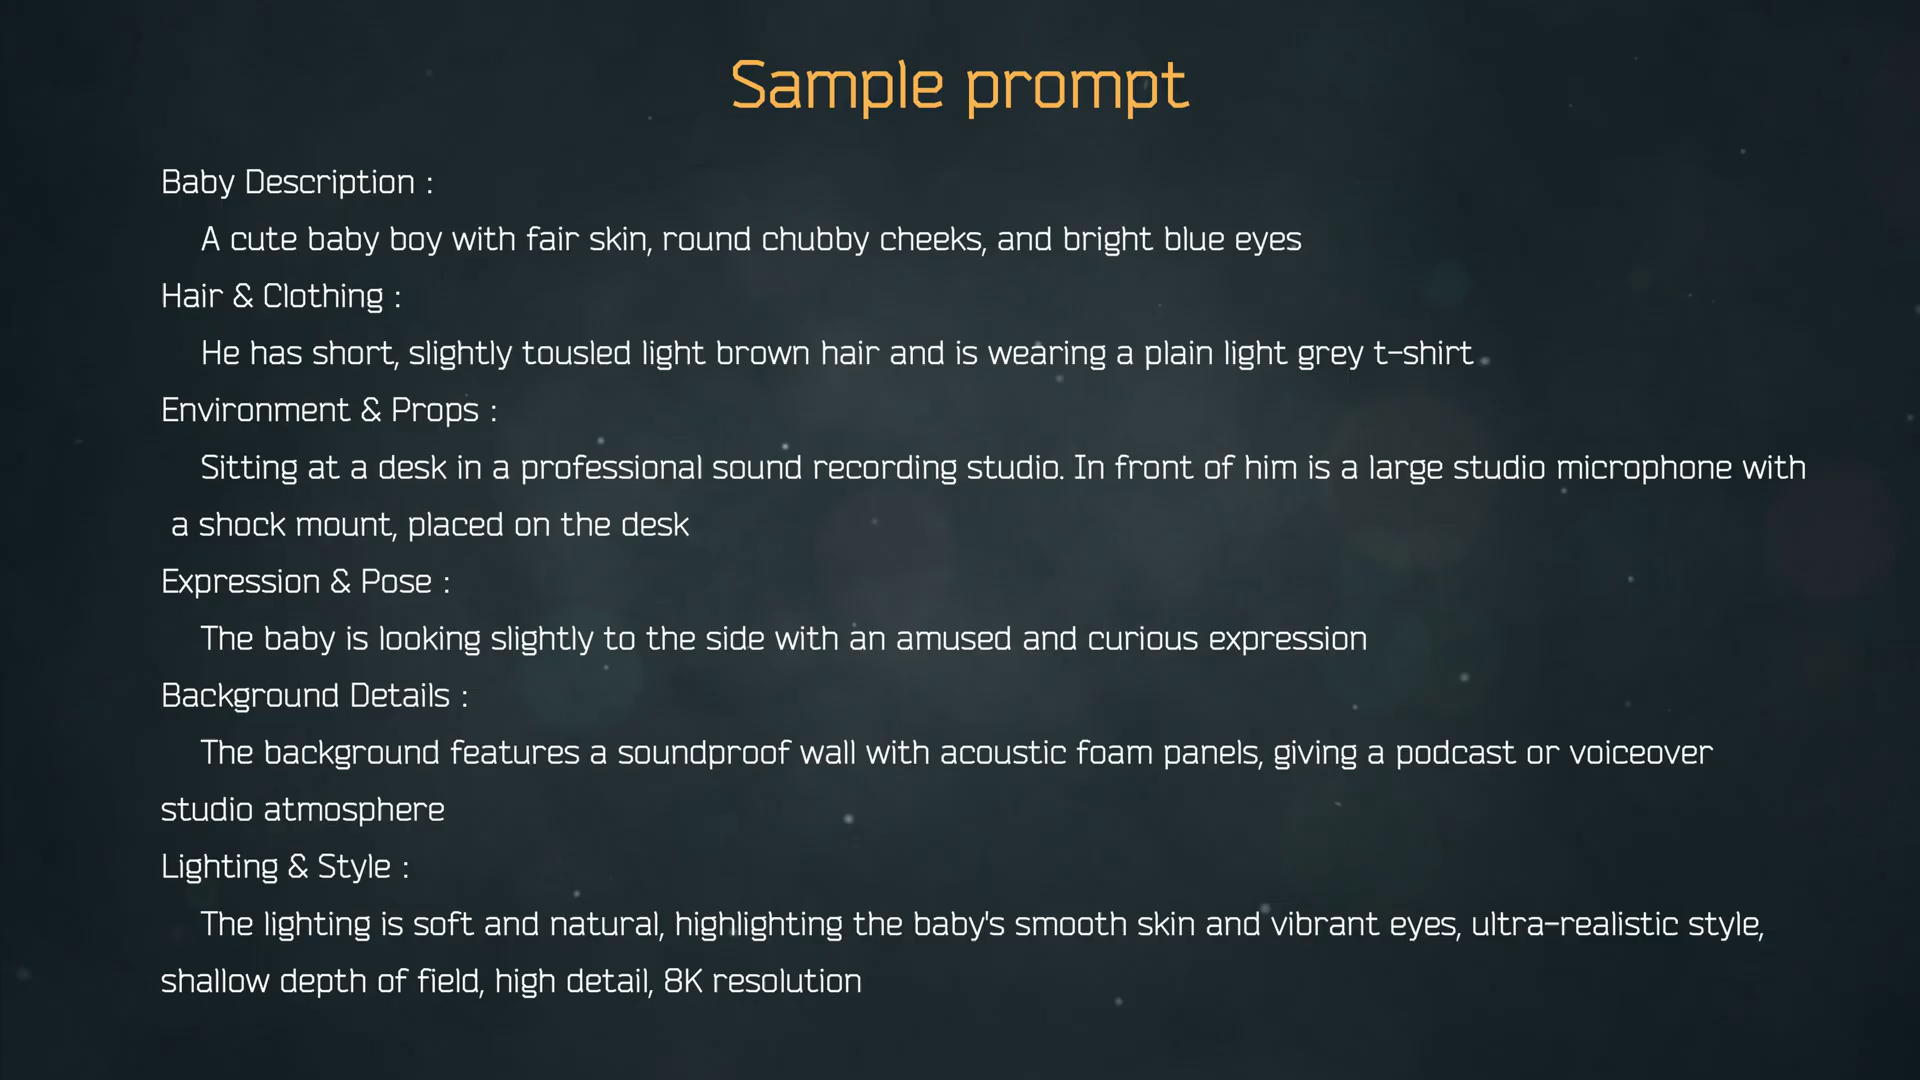 Sample prompt
Baby Description :
A cute baby boy with fair skin, round chubby cheeks, and bright blue eyes
Hair & Clothing :
He has short, slightly tousled light brown hair and is wearing a plain light grey t-shirt
Environment & Props :
Sitting at a desk in a professional sound recording studio. In front of him is a large studio microphone with
a shock mount, placed on the desk
Expression & Pose :
The baby is looking slightly to the side with an amused and curious expression
Background Details :
The background features a soundproof wall with acoustic foam panels, giving a podcast or voiceover
studio atmosphere
Lighting & Style :
The lighting is soft and natural, highlighting the baby's smooth skin and vibrant eyes, ultra-realistic style,
shallow depth of field, high detail, 8K resolution